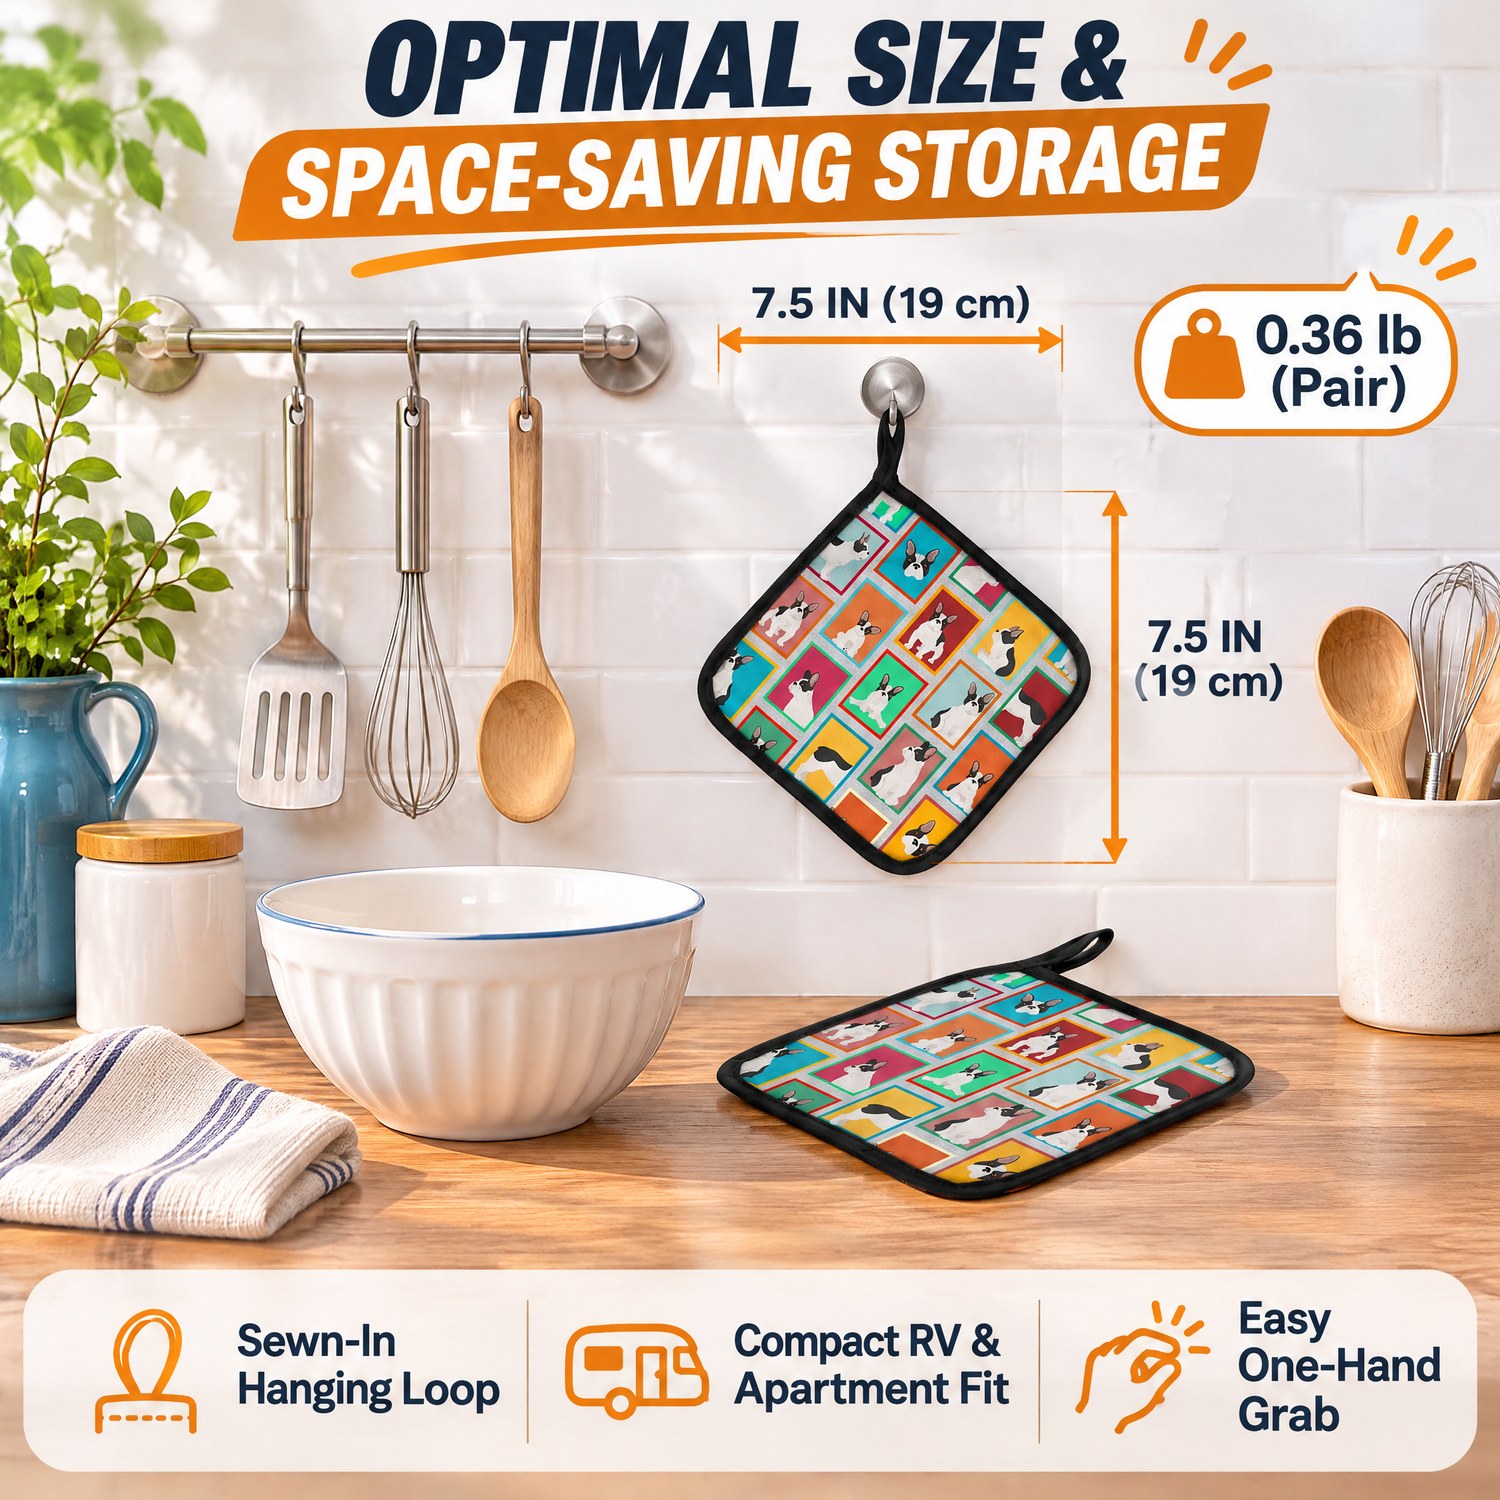 OPTIMAL SIZE &
SPACE-SAVING STORAGE
7.5 IN (19 cm)
0.36 lb
(Pair)
7.5 IN
(19 cm)
Sewn-In
Hanging Loop
Compact RV &
Apartment Fit
Easy
One-Hand
Grab